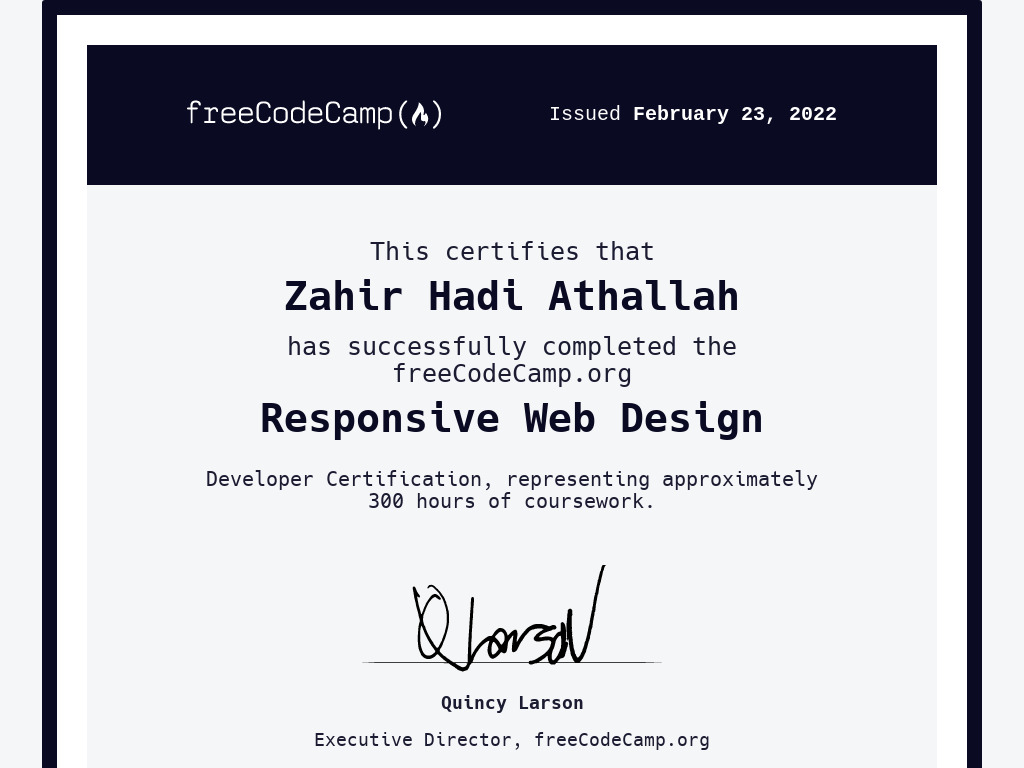 freeCodeCamp(🔥)
Issued February 23, 2022
This certifies that
Zahir Hadi Athallah
has successfully completed the
freeCodeCamp.org
Responsive Web Design
Developer Certification, representing approximately
300 hours of coursework.
Q Larson
Quincy Larson
Executive Director, freeCodeCamp.org